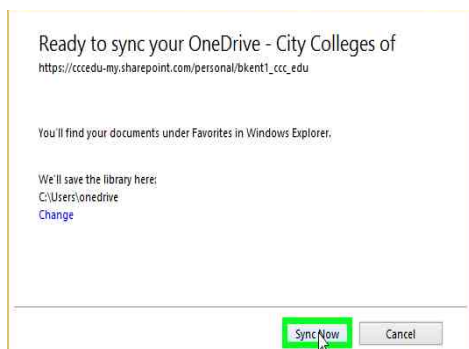 Ready to sync your OneDrive - City Colleges of
https://cccedu-my.sharepoint.com/personal/bkent1_ccc_edu
You'll find your documents under Favorites in Windows Explorer.
We'll save the library here:
C:\Users\onedrive
Change
Sync Now
Cancel